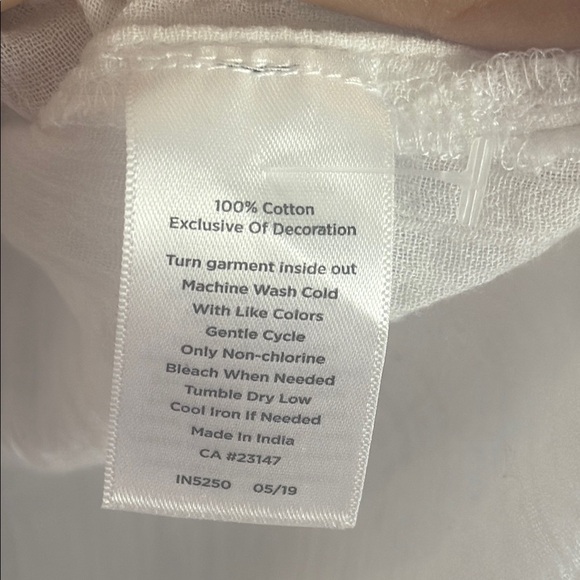 100% Cotton
Exclusive Of Decoration
Turn garment inside out
Machine Wash Cold
With Like Colors
Gentle Cycle
Only Non-chlorine
Bleach When Needed
Tumble Dry Low
Cool Iron If Needed
Made In India
CA #23147
IN5250 05/19